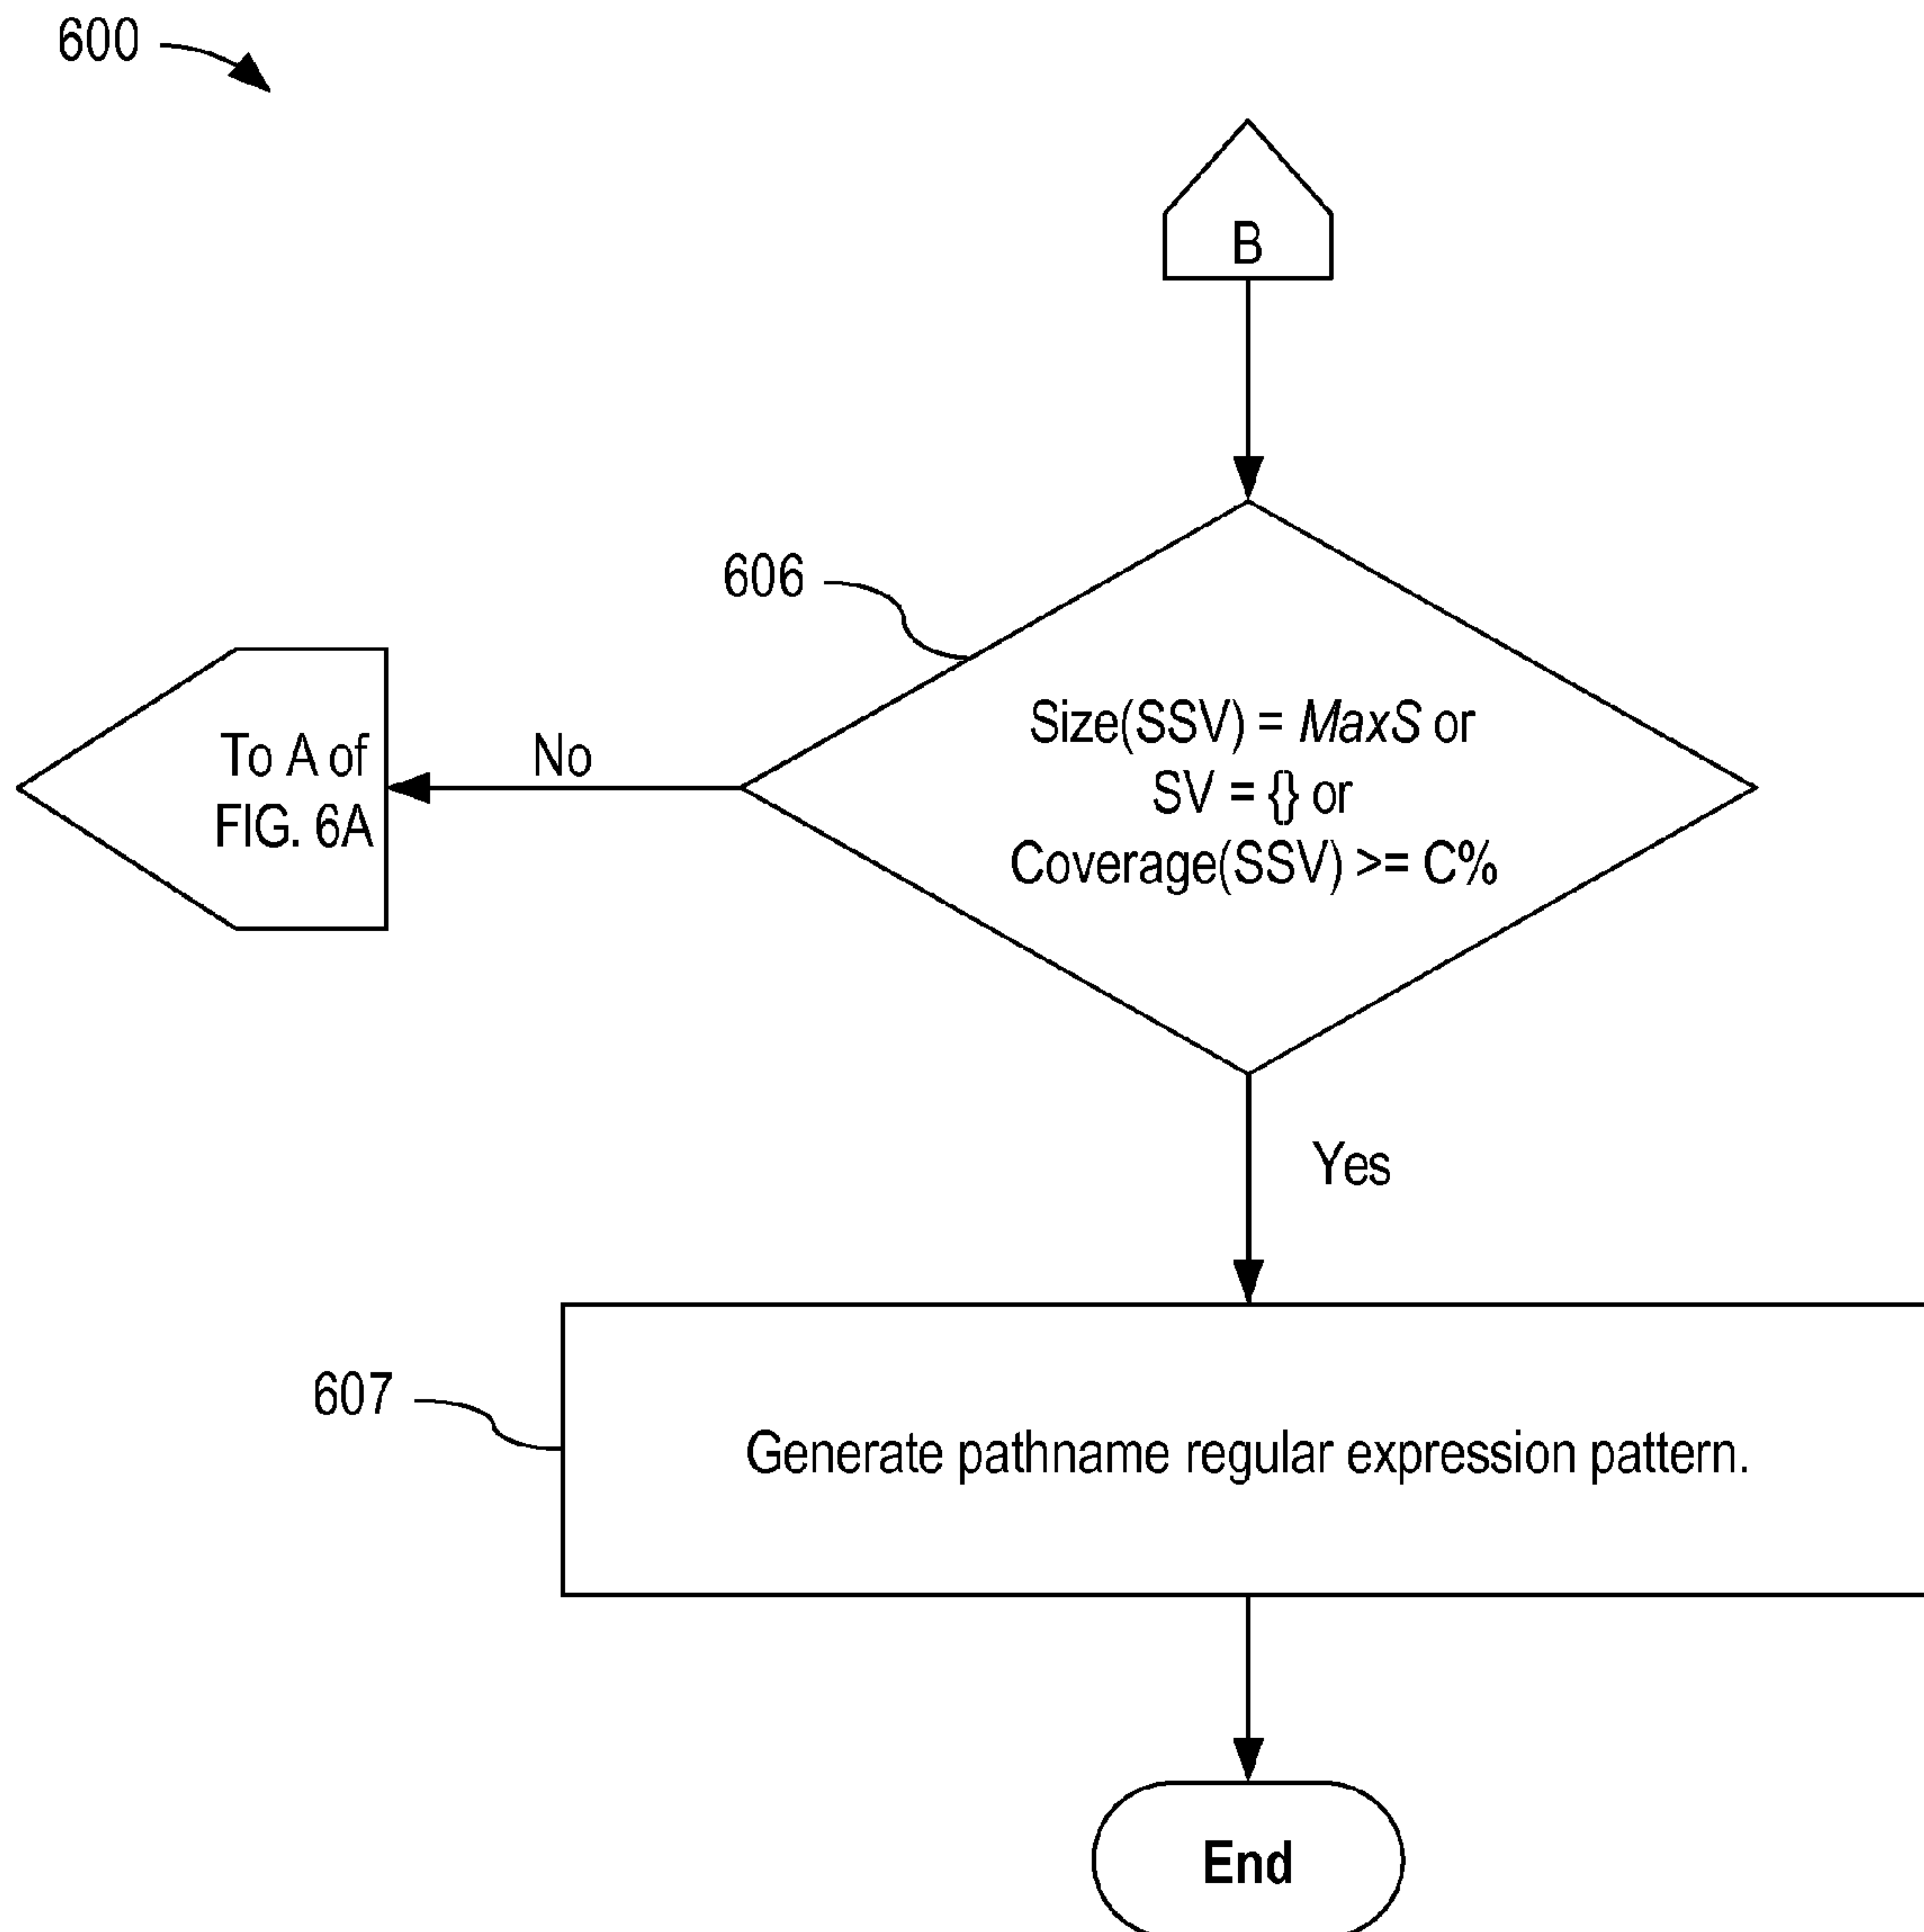 600
B
606
Size(SSV) = MaxS or
SV = {} or
Coverage(SSV) >= C%
No
To A of
FIG. 6A
Yes
607
Generate pathname regular expression pattern.
End